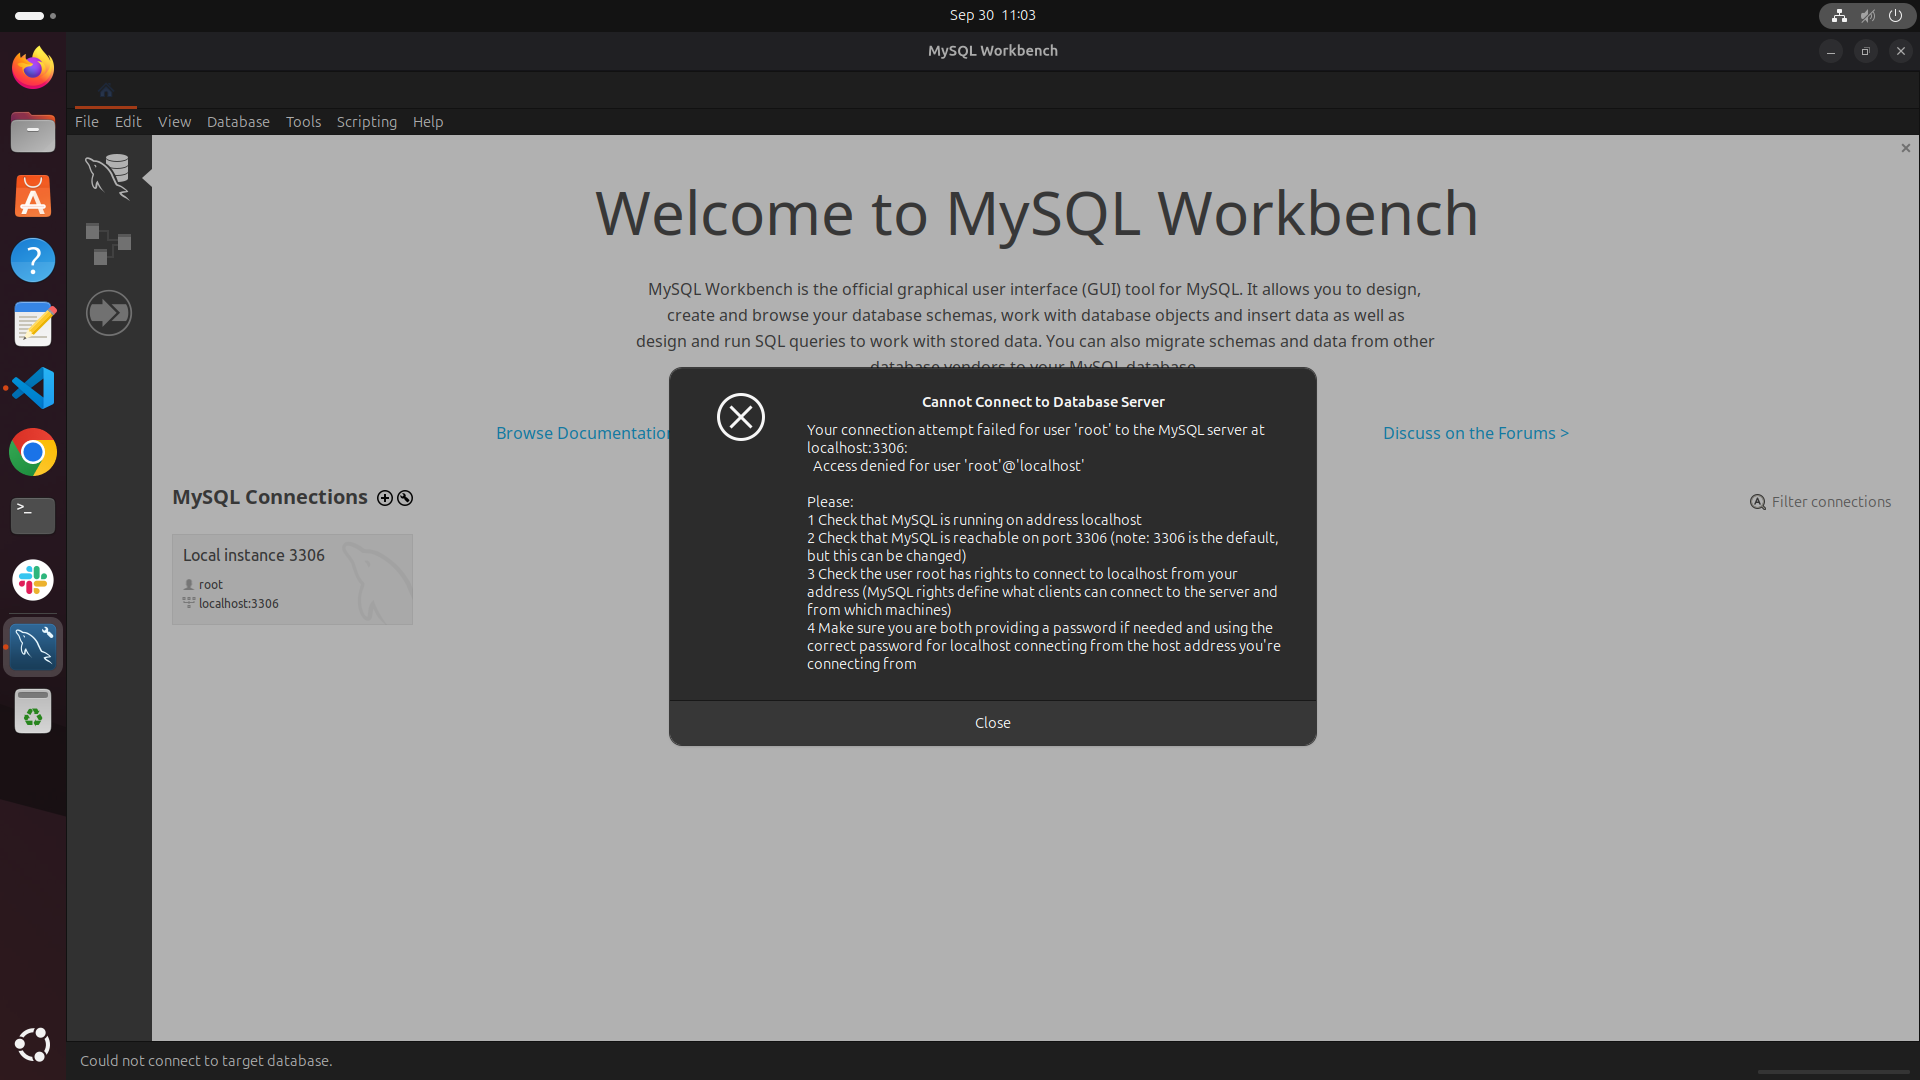 Sep 30 11:03
MySQL Workbench
File Edit View Database Tools Scripting Help
Welcome to MySQL Workbench
MySQL Workbench is the official graphical user interface (GUI) tool for MySQL. It allows you to design,
create and browse your database schemas, work with database objects and insert data as well as
design and run SQL queries to work with stored data. You can also migrate schemas and data from other
database vendors to your MySQL database.
Browse Documentation
Discuss on the Forums >
MySQL Connections
Filter connections
Local instance 3306
root
localhost:3306
Cannot Connect to Database Server
Your connection attempt failed for user 'root' to the MySQL server at
localhost:3306:
Access denied for user 'root'@'localhost'
Please:
1 Check that MySQL is running on address localhost
2 Check that MySQL is reachable on port 3306 (note: 3306 is the default,
but this can be changed)
3 Check the user root has rights to connect to localhost from your
address (MySQL rights define what clients can connect to the server and
from which machines)
4 Make sure you are both providing a password if needed and using the
correct password for localhost connecting from the host address you're
connecting from
Close
Could not connect to target database.